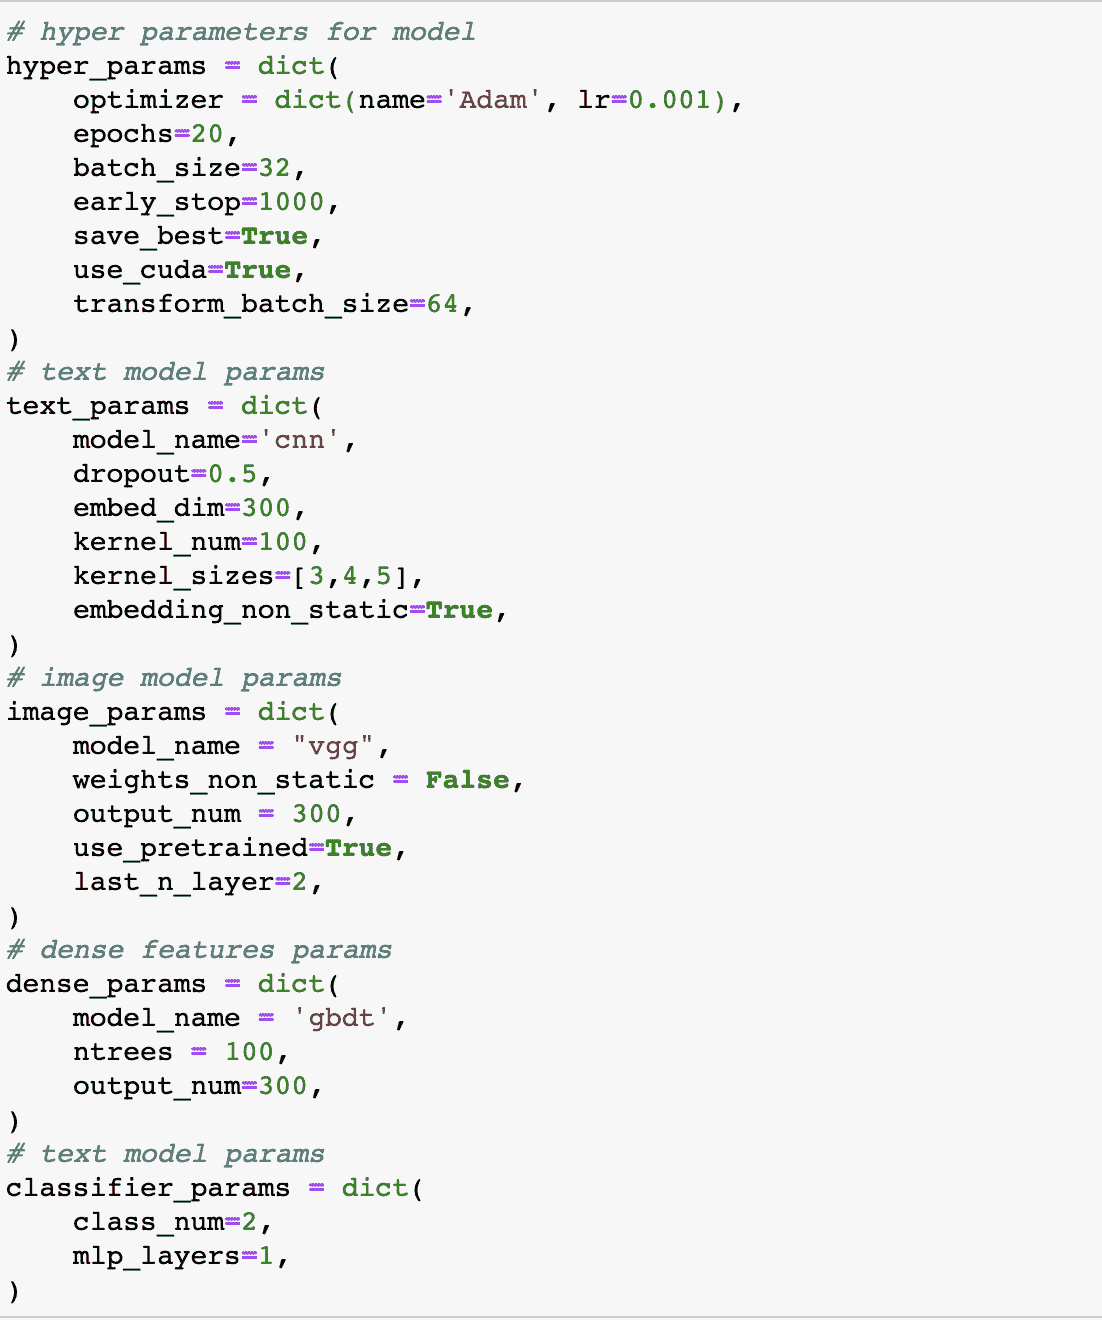 # hyper parameters for model
hyper_params = dict(
    optimizer = dict(name='Adam', lr=0.001),
    epochs=20,
    batch_size=32,
    early_stop=1000,
    save_best=True,
    use_cuda=True,
    transform_batch_size=64,
)
# text model params
text_params = dict(
    model_name='cnn',
    dropout=0.5,
    embed_dim=300,
    kernel_num=100,
    kernel_sizes=[3,4,5],
    embedding_non_static=True,
)
# image model params
image_params = dict(
    model_name = "vgg",
    weights_non_static = False,
    output_num = 300,
    use_pretrained=True,
    last_n_layer=2,
)
# dense features params
dense_params = dict(
    model_name = 'gbdt',
    ntrees = 100,
    output_num=300,
)
# text model params
classifier_params = dict(
    class_num=2,
    mlp_layers=1,
)